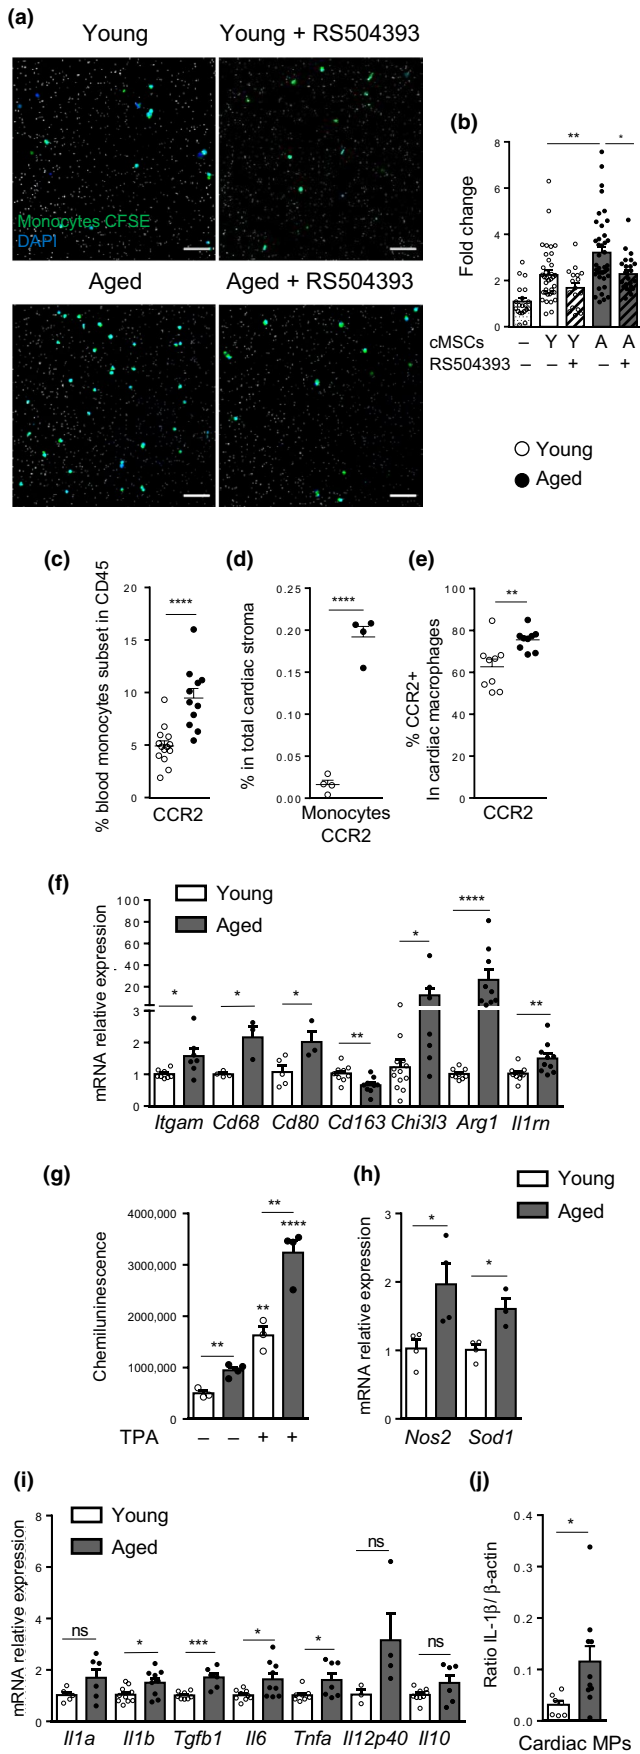 (a)
Young Young + RS504393
Monocytes CFSE
DAPI
Aged Aged + RS504393
(b)
Fold change
8
6
4
2
0
** *
cMSCs – Y Y A A
RS504393 – – + – +
Young
Aged
(c)
% blood monocytes subset in CD45
20
15
10
5
0
****
CCR2
(d)
% in total cardiac stroma
0.25
0.20
0.15
0.10
0.05
0.00
****
Monocytes
CCR2
(e)
% CCR2+
In cardiac macrophages
100
80
60
40
20
0
**
CCR2
(f)
Young
Aged
mRNA relative expression
100
80
60
40
20
3
2
1
0
* * * ** * **** **
Itgam Cd68 Cd80 Cd163 Chi3l3 Arg1 Il1rn
(g)
Chemiluninescence
4000,000
3000,000
2000,000
1000,000
0
** ** ** ****
TPA – – + +
(h)
Young
Aged
mRNA relative expression
3
2
1
0
* *
Nos2 Sod1
(i)
Young
Aged
mRNA relative expression
8
6
4
2
0
ns * *** * * ns ns
Il1a Il1b Tgfb1 Il6 Tnfa Il12p40 Il10
(j)
Ratio IL-1β/ β-actin
0.4
0.3
0.2
0.1
0.0
*
Cardiac MPs